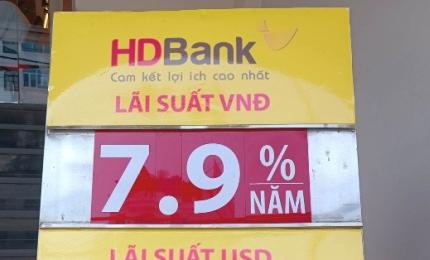 HDBank
Cam kết lợi ích cao nhất
LÃI SUẤT VNĐ
7.9 %
NĂM
LÃI SUẤT USD